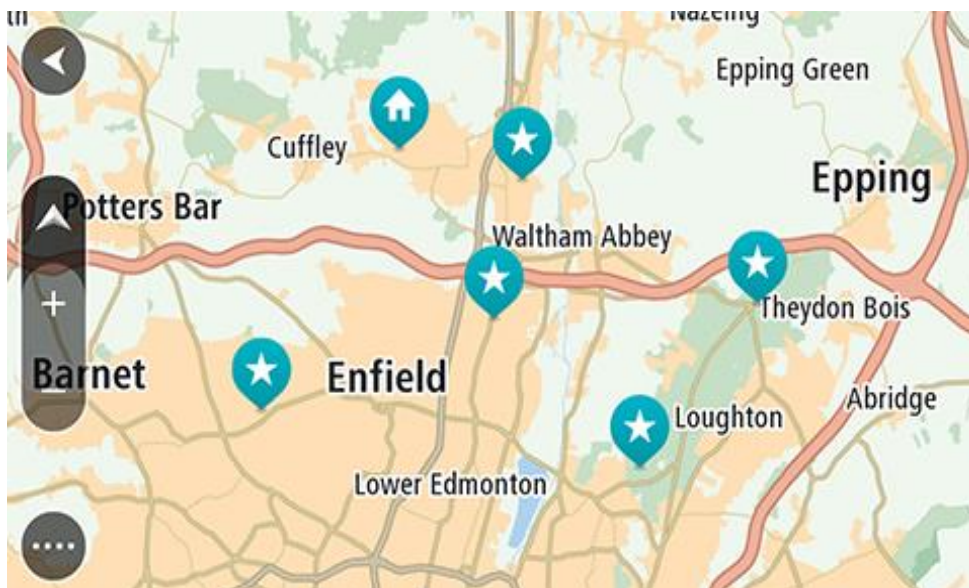 Nazeing
Epping Green
Cuffley
Epping
Potters Bar
Waltham Abbey
Theydon Bois
Barnet
Enfield
Abridge
Loughton
Lower Edmonton